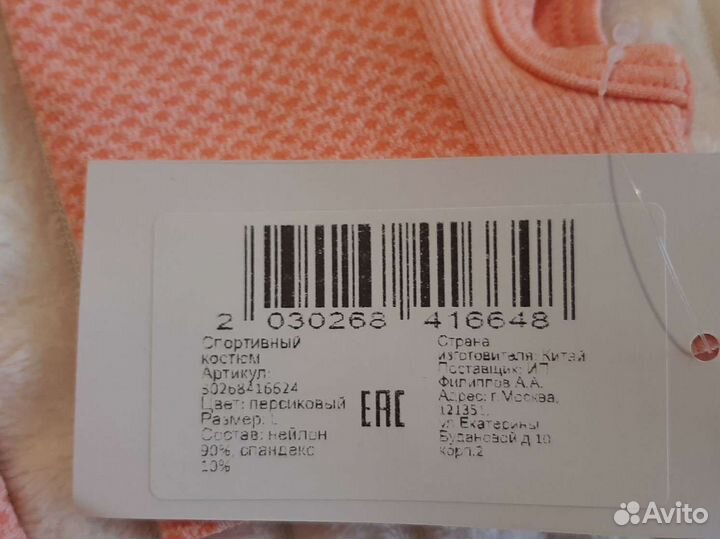 2 030268 416648
Спортивный
костюм
Артикул:
30268416624
Цвет: персиковый
Размер: L
Состав: нейлон
90%, спандекс
10%
EAC
Страна
изготовителя: Китай
Поставщик: ИП
Филиппов А.А.
Адрес: г.Москва,
121351,
ул.Екатерины
Будановой д.10
корп.2
Avito